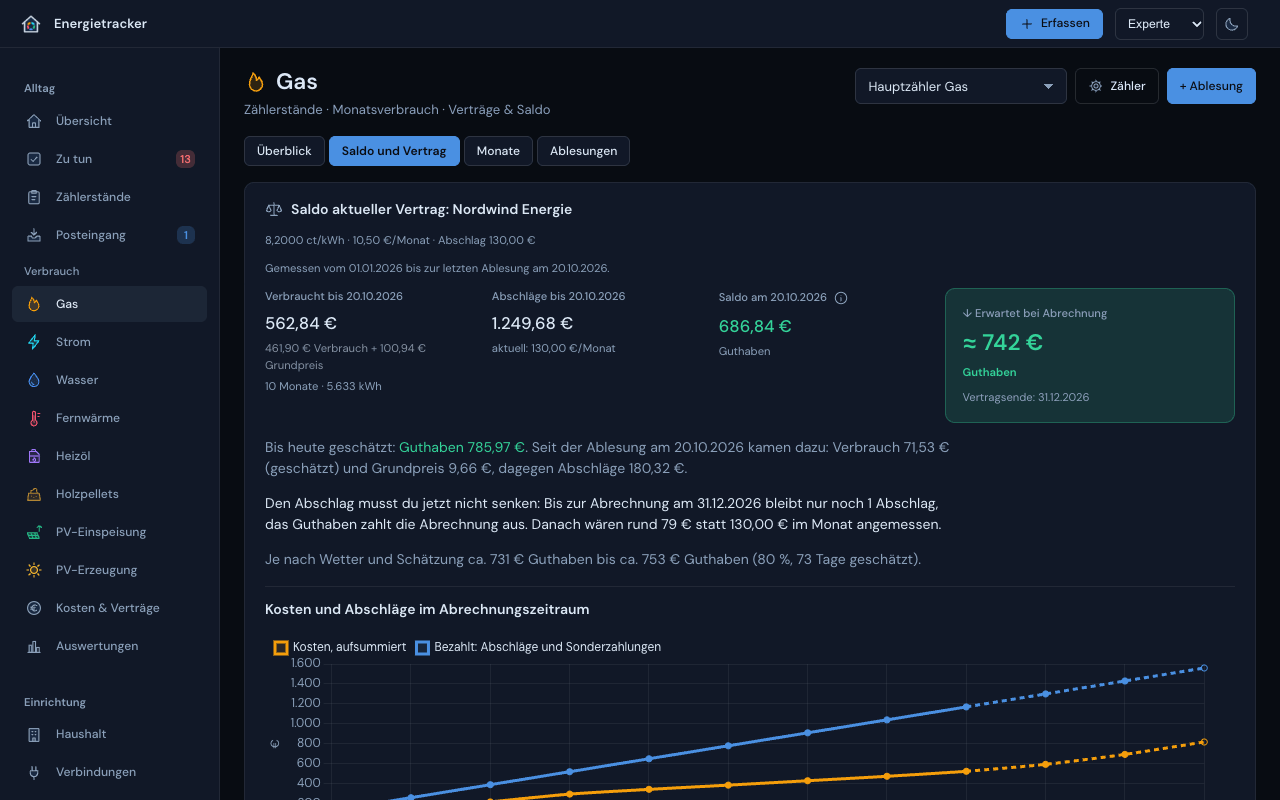 Energietracker
Erfassen
Experte
Alltag
Übersicht
Zu tun
13
Zählerstände
Posteingang
1
Verbrauch
Gas
Strom
Wasser
Fernwärme
Heizöl
Holzpellets
PV-Einspeisung
PV-Erzeugung
Kosten & Verträge
Auswertungen
Einrichtung
Haushalt
Verbindungen
Gas
Zählerstände · Monatsverbrauch · Verträge & Saldo
Hauptzähler Gas
Zähler
+ Ablesung
Überblick
Saldo und Vertrag
Monate
Ablesungen
Saldo aktueller Vertrag: Nordwind Energie
8,2000 ct/kWh · 10,50 €/Monat · Abschlag 130,00 €
Gemessen vom 01.01.2026 bis zur letzten Ablesung am 20.10.2026.
Verbraucht bis 20.10.2026
562,84 €
461,90 € Verbrauch + 100,94 €
Grundpreis
10 Monate · 5.633 kWh
Abschläge bis 20.10.2026
1.249,68 €
aktuell: 130,00 €/Monat
Saldo am 20.10.2026
686,84 €
Guthaben
↓ Erwartet bei Abrechnung
≈ 742 €
Guthaben
Vertragsende: 31.12.2026
Bis heute geschätzt: Guthaben 785,97 €. Seit der Ablesung am 20.10.2026 kamen dazu: Verbrauch 71,53 €
(geschätzt) und Grundpreis 9,66 €, dagegen Abschläge 180,32 €.
Den Abschlag musst du jetzt nicht senken: Bis zur Abrechnung am 31.12.2026 bleibt nur noch 1 Abschlag,
das Guthaben zahlt die Abrechnung aus. Danach wären rund 79 € statt 130,00 € im Monat angemessen.
Je nach Wetter und Schätzung ca. 731 € Guthaben bis ca. 753 € Guthaben (80 %, 73 Tage geschätzt).
Kosten und Abschläge im Abrechnungszeitraum
Kosten, aufsummiert
Bezahlt: Abschläge und Sonderzahlungen
1.600
1.400
1.200
1.000
800
600
400
€